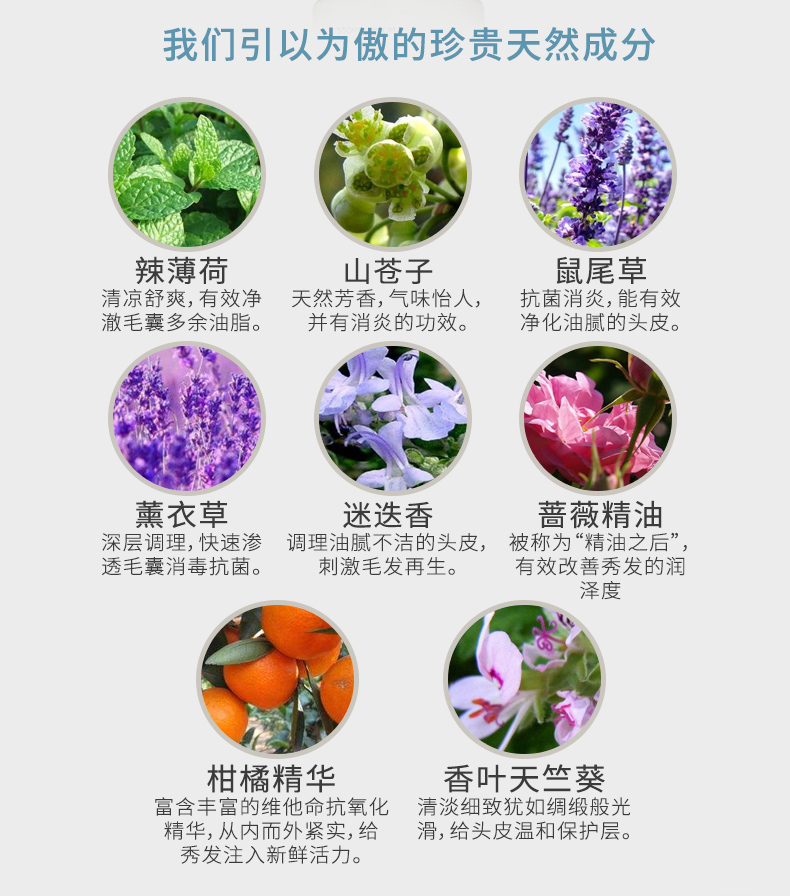 我们引以为傲的珍贵天然成分
辣薄荷
清凉舒爽，有效净
澈毛囊多余油脂。
山苍子
天然芳香，气味怡人，
并有消炎的功效。
鼠尾草
抗菌消炎，能有效
净化油腻的头皮。
薰衣草
深层调理，快速渗
透毛囊消毒抗菌。
迷迭香
调理油腻不洁的头皮，
刺激毛发再生。
蔷薇精油
被称为“精油之后”，
有效改善秀发的润
泽度
柑橘精华
富含丰富的维他命抗氧化
精华，从内而外紧实，给
秀发注入新鲜活力。
香叶天竺葵
清淡细致犹如绸缎般光
滑，给头皮温和保护层。